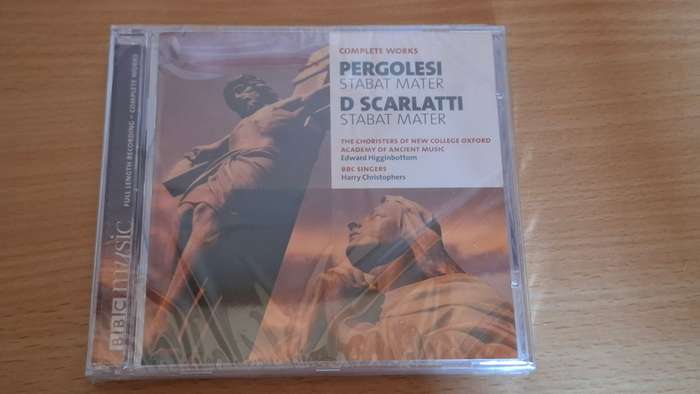 COMPLETE WORKS
PERGOLESI
STABAT MATER
D SCARLATTI
STABAT MATER
THE CHORISTERS OF NEW COLLEGE OXFORD
ACADEMY OF ANCIENT MUSIC
Edward Higginbottom
BBC SINGERS
Harry Christophers
BBC music
FULL LENGTH RECORDING – COMPLETE WORKS